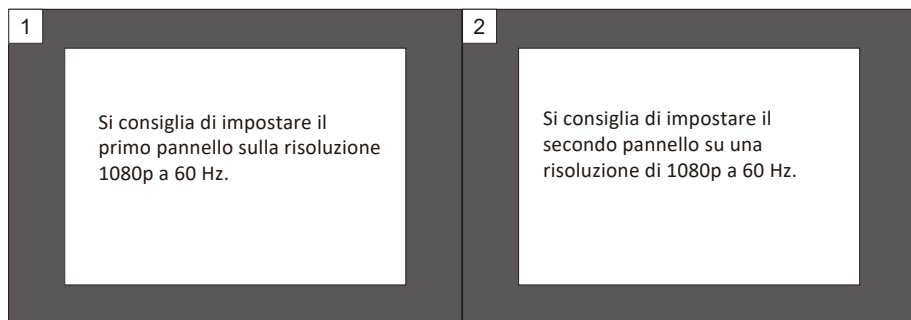 1
Si consiglia di impostare il
primo pannello sulla risoluzione
1080p a 60 Hz.
2
Si consiglia di impostare il
secondo pannello su una
risoluzione di 1080p a 60 Hz.